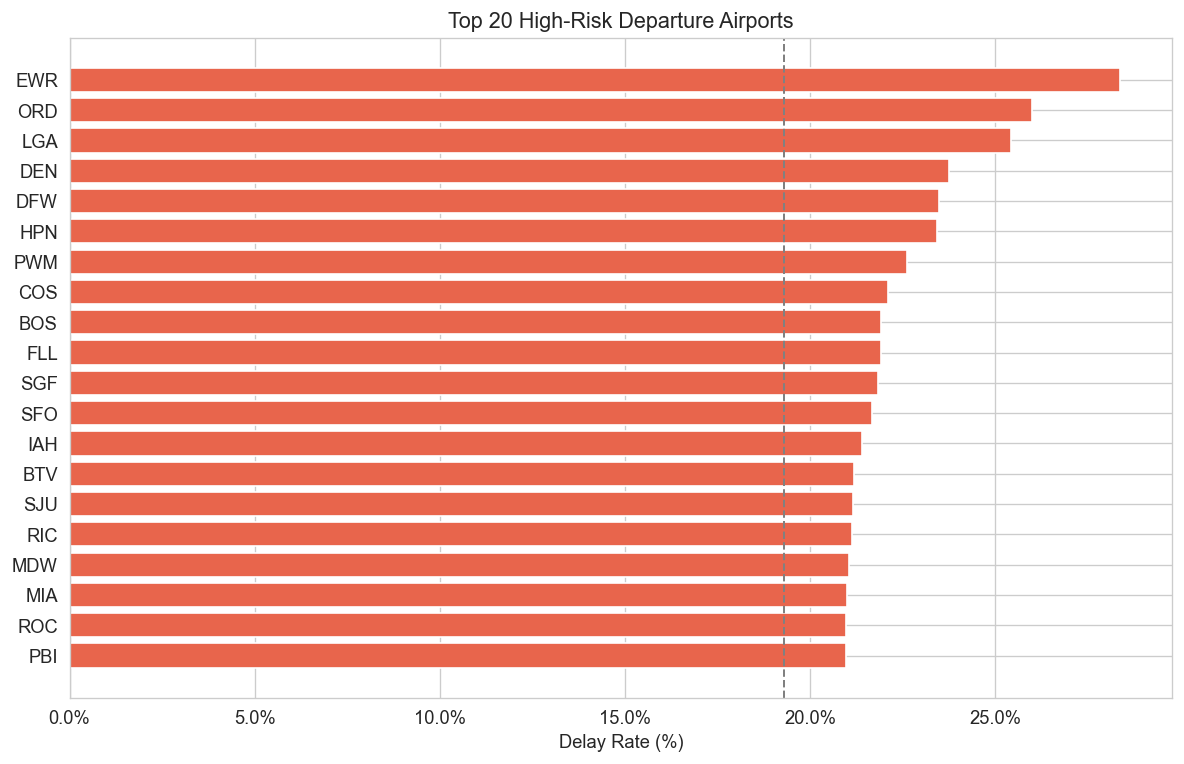 Top 20 High-Risk Departure Airports
EWR
ORD
LGA
DEN
DFW
HPN
PWM
COS
BOS
FLL
SGF
SFO
IAH
BTV
SJU
RIC
MDW
MIA
ROC
PBI
0.0% 5.0% 10.0% 15.0% 20.0% 25.0%
Delay Rate (%)